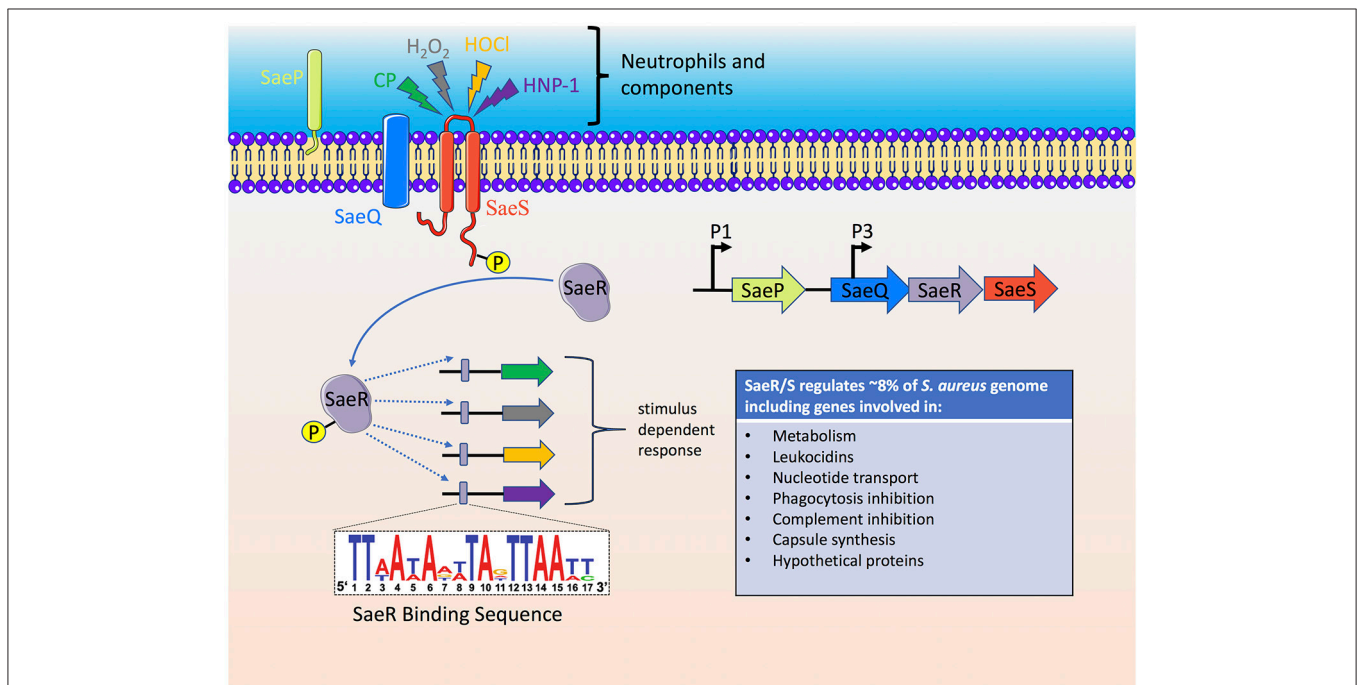 SaeP
CP
H₂O₂
HOCl
HNP-1
Neutrophils and
components
SaeQ
SaeS
P
SaeR
P1
P3
SaeP
SaeQ
SaeR
SaeS
SaeR
P
stimulus
dependent
response
SaeR/S regulates ~8% of S. aureus genome
including genes involved in:
• Metabolism
• Leukocidins
• Nucleotide transport
• Phagocytosis inhibition
• Complement inhibition
• Capsule synthesis
• Hypothetical proteins
TTAATAATATAGTTAATT
5' 1 2 3 4 5 6 7 8 9 10 11 12 13 14 15 16 17 3'
SaeR Binding Sequence